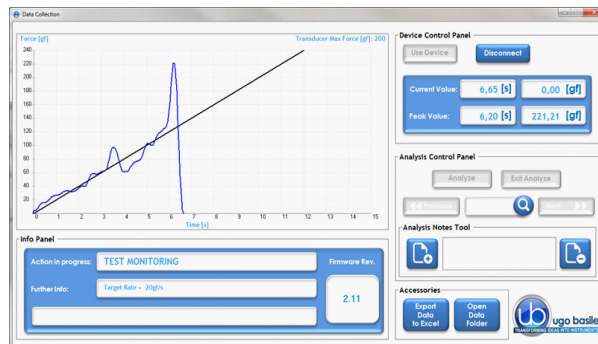 Data Collection
Force [gf]
Transducer Max Force [gf]: 200
240
220
200
180
160
140
120
100
80
60
40
20
0 1 2 3 4 5 6 7 8 9 10 11 12 13 14 15
Time [s]
Device Control Panel
Use Device
Disconnect
Current Value: 6,65 [s] 0,00 [gf]
Peak Value: 6,20 [s] 221,21 [gf]
Analysis Control Panel
Analyze
Exit Analyze
Previous
Next
Analysis Notes Tool
Info Panel
Action in progress: TEST MONITORING
Firmware Rev.
Further Info: Target Rate = 20gf/s
2.11
Accessories
Export
Data
to Excel
Open
Data
Folder
ub ugo basile
TRANSFORMING IDEAS INTO INSTRUMENTS